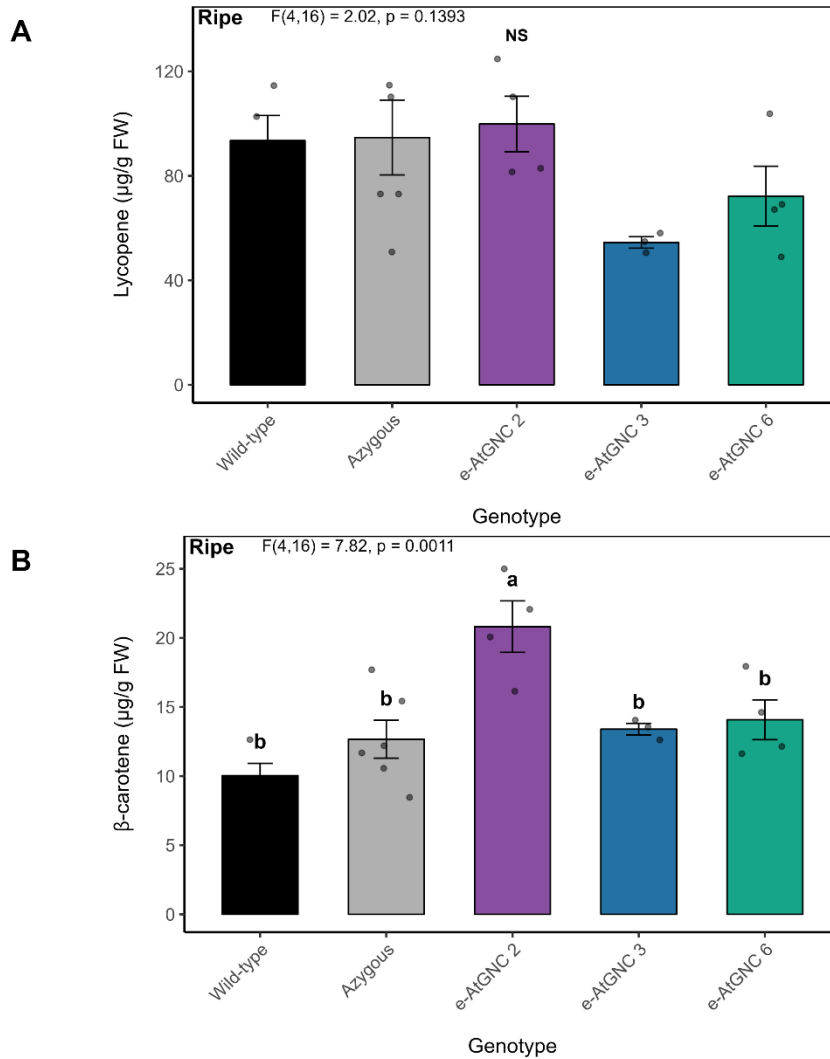 A
Ripe F(4,16) = 2.02, p = 0.1393
NS
Lycopene (µg/g FW)
120
80
40
0
Wild-type
Azygous
e-AtGNC 2
e-AtGNC 3
e-AtGNC 6
Genotype
B
Ripe F(4,16) = 7.82, p = 0.0011
β-carotene (µg/g FW)
25
20
15
10
5
0
b
b
a
b
b
Wild-type
Azygous
e-AtGNC 2
e-AtGNC 3
e-AtGNC 6
Genotype